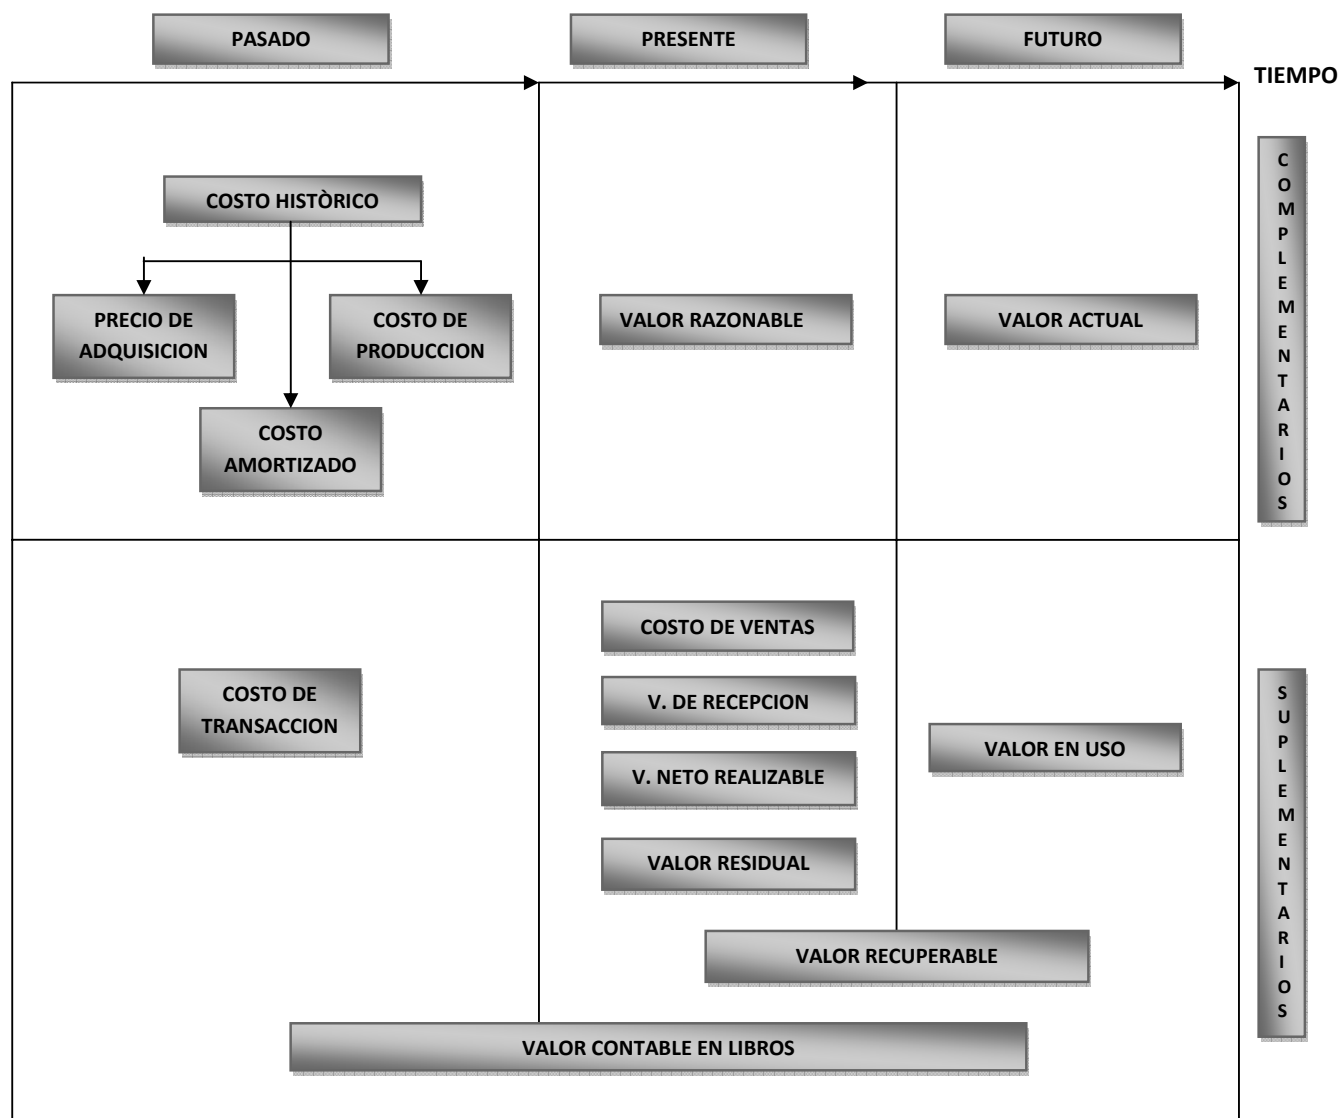 PASADO
PRESENTE
FUTURO
TIEMPO
COSTO HISTÒRICO
PRECIO DE
ADQUISICION
COSTO DE
PRODUCCION
COSTO
AMORTIZADO
VALOR RAZONABLE
VALOR ACTUAL
COMPLEMENTARIOS
COSTO DE
TRANSACCION
COSTO DE VENTAS
V. DE RECEPCION
V. NETO REALIZABLE
VALOR RESIDUAL
VALOR EN USO
VALOR RECUPERABLE
VALOR CONTABLE EN LIBROS
SUPLEMENTARIOS